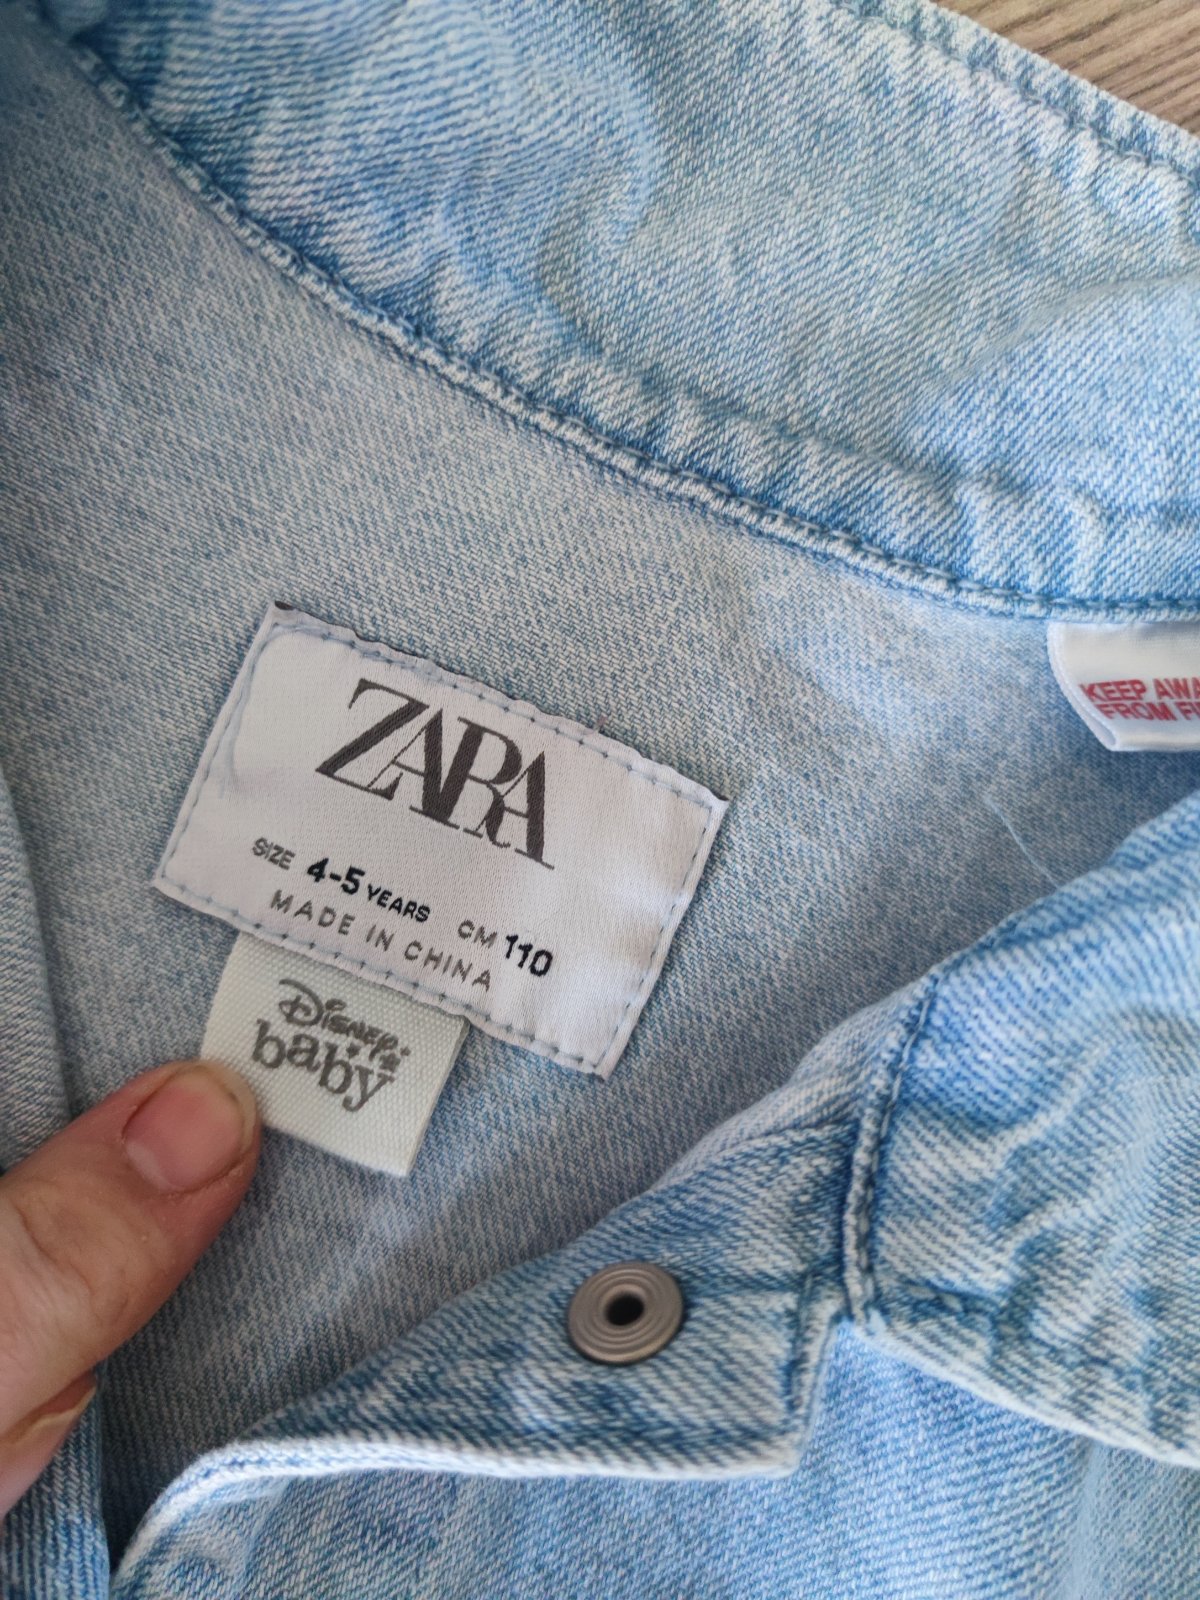 ZARA
SIZE 4-5 YEARS CM 110
MADE IN CHINA
Disney
baby
KEEP AWA
FROM FI